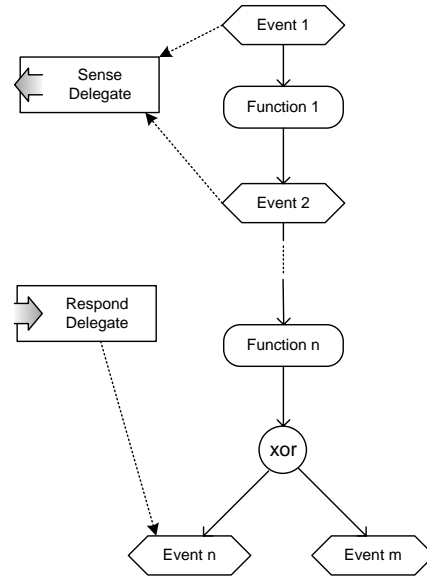 Event 1
Sense
Delegate
Function 1
Event 2
Respond
Delegate
Function n
xor
Event n
Event m